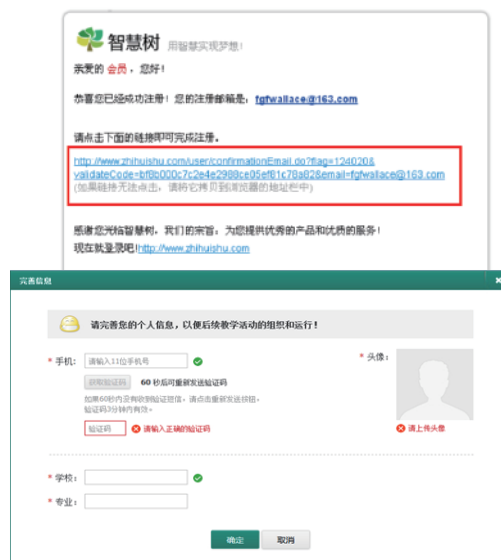 智慧树 用智慧实现梦想!
亲爱的 会员，您好!
恭喜您已经成功注册! 您的注册邮箱是: fgfwallace@163.com
请点击下面的链接即可完成注册。
http://www.zhihuishu.com/user/confirmationEmail.do?flag=124020&
validateCode=bf8b000c7c2e4e2988ce05ef81c78a82&email=fgfwallace@163.com
(如果链接无法点击，请将它拷贝到浏览器的地址栏中)
感谢您光临智慧树，我们的宗旨: 为您提供优秀的产品和优质的服务!
现在就登录吧!http://www.zhihuishu.com
完善信息 ×
请完善您的个人信息，以便后续教学活动的组织和运行!
* 手机: 请输入11位手机号 * 头像:
获取验证码 60 秒后可重新发送验证码
如果60秒内没有收到验证短信，请点击重新发送按钮。
验证码3分钟内有效。
验证码 请输入正确的验证码 请上传头像
* 学校:
* 专业:
确定 取消